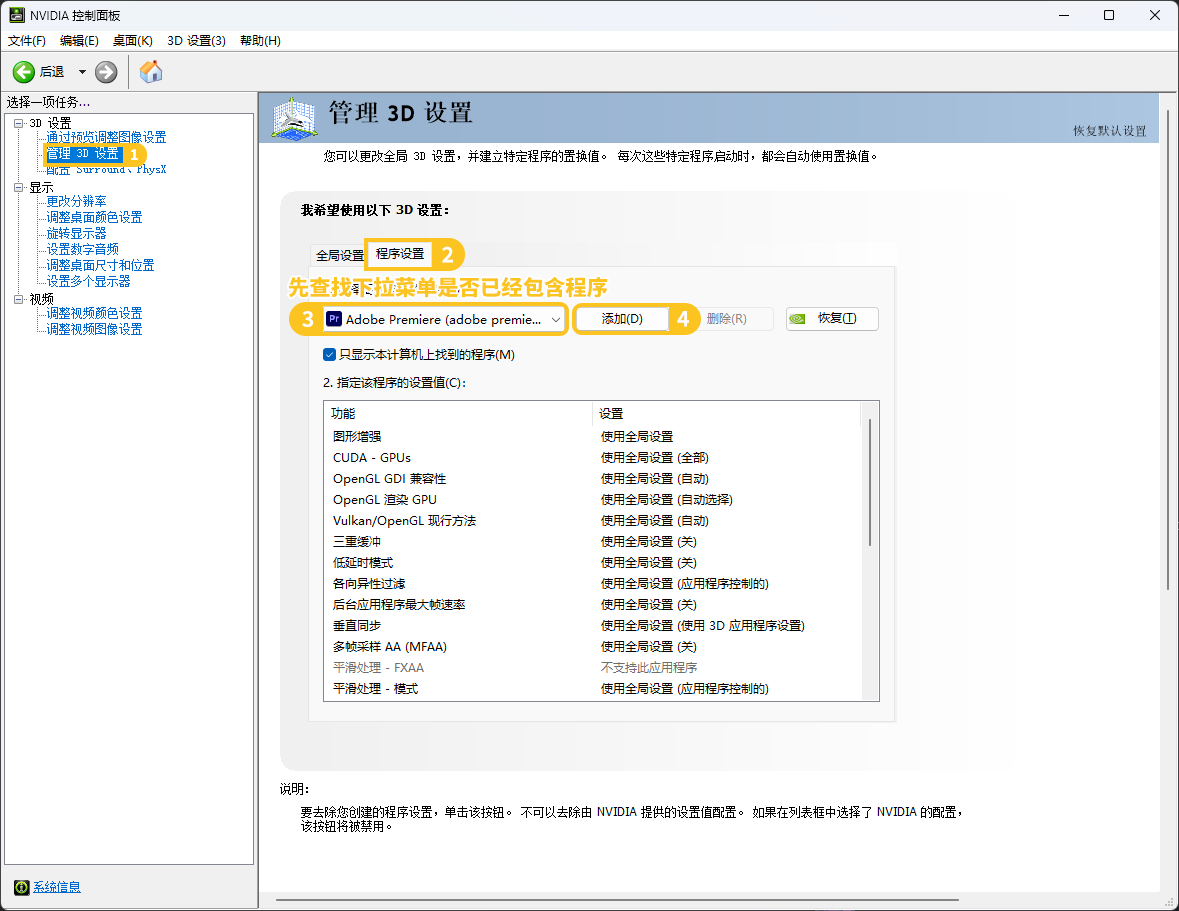 NVIDIA 控制面板
文件(F) 编辑(E) 桌面(K) 3D 设置(3) 帮助(H)
后退
选择一项任务...
3D 设置
通过预览调整图像设置
管理 3D 设置 1
配置 Surround、PhysX
显示
更改分辨率
调整桌面颜色设置
旋转显示器
设置数字音频
调整桌面尺寸和位置
设置多个显示器
视频
调整视频颜色设置
调整视频图像设置
系统信息
管理 3D 设置
恢复默认设置
您可以更改全局 3D 设置，并建立特定程序的置换值。 每次这些特定程序启动时，都会自动使用置换值。
我希望使用以下 3D 设置：
全局设置 程序设置 2
先查找下拉菜单是否已经包含程序
3 Pr Adobe Premiere (adobe premie... 添加(D) 4 删除(R) 恢复(T)
只显示本计算机上找到的程序(M)
2. 指定该程序的设置值(C)：
功能 设置
图形增强 使用全局设置
CUDA - GPUs 使用全局设置 (全部)
OpenGL GDI 兼容性 使用全局设置 (自动)
OpenGL 渲染 GPU 使用全局设置 (自动选择)
Vulkan/OpenGL 现行方法 使用全局设置 (自动)
三重缓冲 使用全局设置 (关)
低延时模式 使用全局设置 (关)
各向异性过滤 使用全局设置 (应用程序控制的)
后台应用程序最大帧速率 使用全局设置 (关)
垂直同步 使用全局设置 (使用 3D 应用程序设置)
多帧采样 AA (MFAA) 使用全局设置 (关)
平滑处理 - FXAA 不支持此应用程序
平滑处理 - 模式 使用全局设置 (应用程序控制的)
说明：
要去除您创建的程序设置，单击该按钮。 不可以去除由 NVIDIA 提供的设置值配置。 如果在列表框中选择了 NVIDIA 的配置，
该按钮将被禁用。